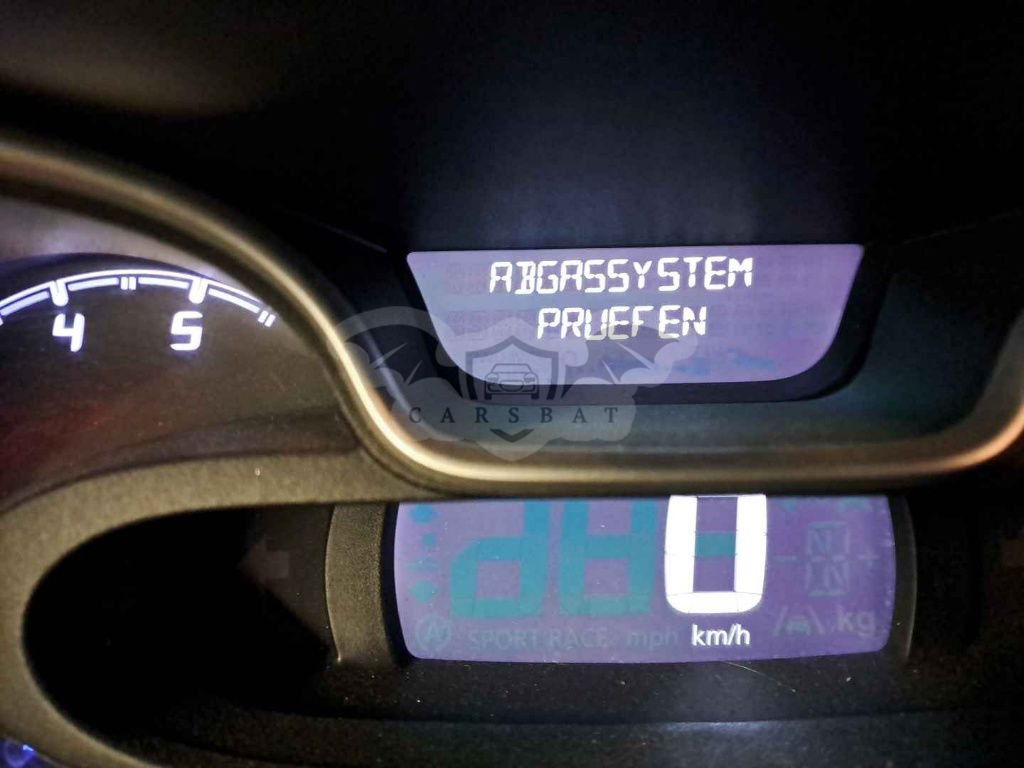 ABGASSYSTEM
PRUEFEN
4 5
CARSBAT
0
km/h
SPORT RACE mph
kg